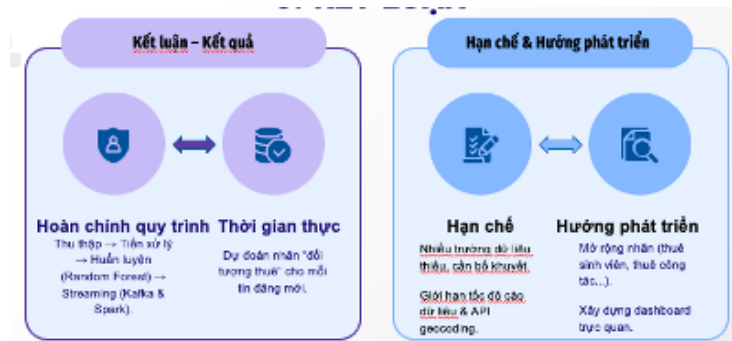 Kết luận – Kết quả
Hoàn chỉnh quy trình
Thu thập → Tiền xử lý
→ Huấn luyện
(Random Forest) →
Streaming (Kafka &
Spark).
Thời gian thực
Dự đoán nhãn "đối
tượng thuê" cho mỗi
tin đăng mới.
Hạn chế & Hướng phát triển
Hạn chế
Nhiều trường dữ liệu
thiếu, cần bổ khuyết.
Giới hạn tốc độ cào
dữ liệu & API
geocoding.
Hướng phát triển
Mở rộng nhãn (thuê
sinh viên, thuê công
tác...).
Xây dựng dashboard
trực quan.